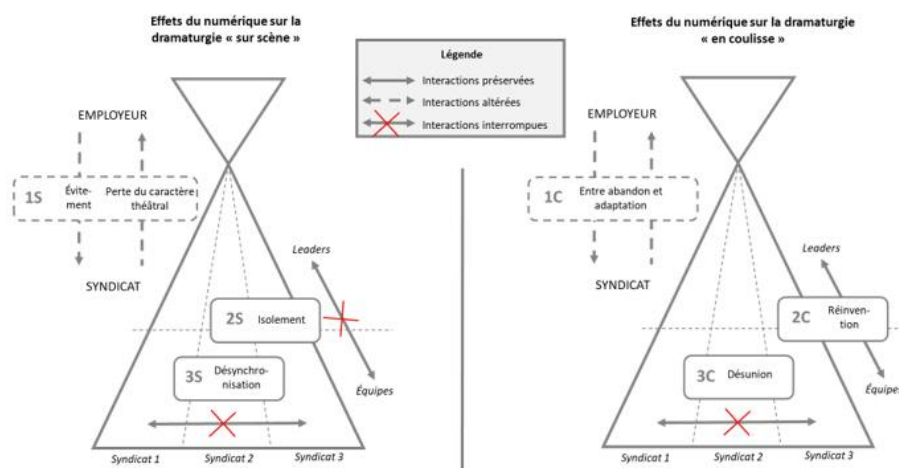 Effets du numérique sur la
dramaturgie « sur scène »
Effets du numérique sur la dramaturgie
« en coulisse »
Légende
Interactions préservées
Interactions altérées
Interactions interrompues
EMPLOYEUR
1S
Évite-
ment
Perte du caractère
théâtral
SYNDICAT
Leaders
2S
Isolement
3S
Désynchro-
nisation
Équipes
Syndicat 1
Syndicat 2
Syndicat 3
EMPLOYEUR
1C
Entre abandon et
adaptation
SYNDICAT
Leaders
2C
Réinven-
tion
3C
Désunion
Équipes
Syndicat 1
Syndicat 2
Syndicat 3